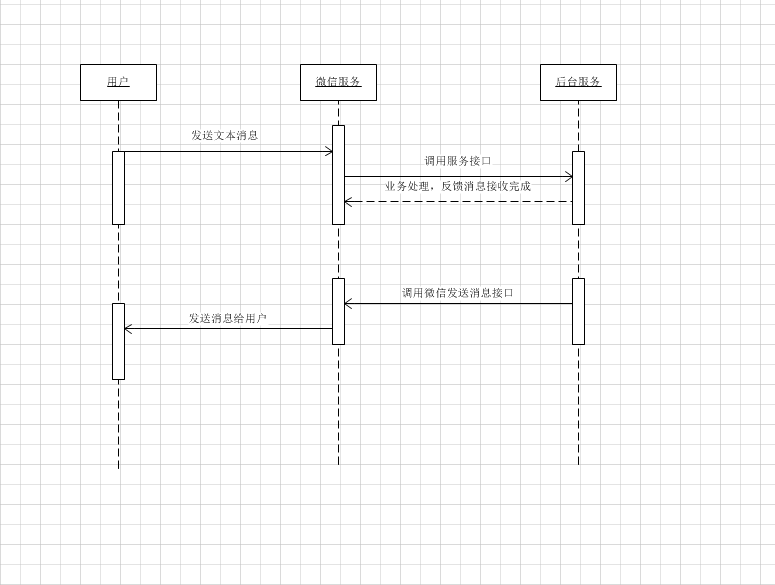 用户
微信服务
后台服务
发送文本消息
调用服务接口
业务处理，反馈消息接收完成
调用微信发送消息接口
发送消息给用户